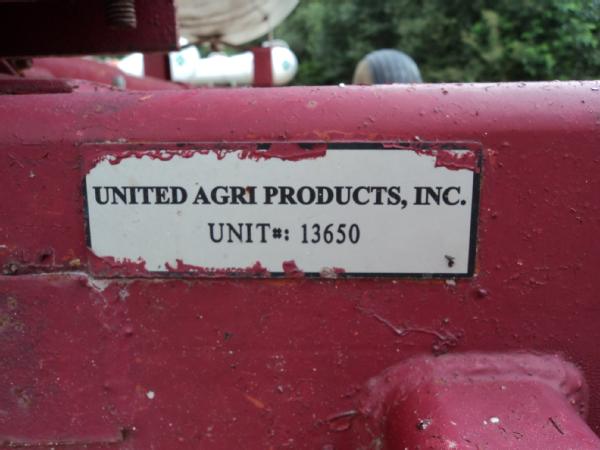 UNITED AGRI PRODUCTS, INC.
UNIT#: 13650